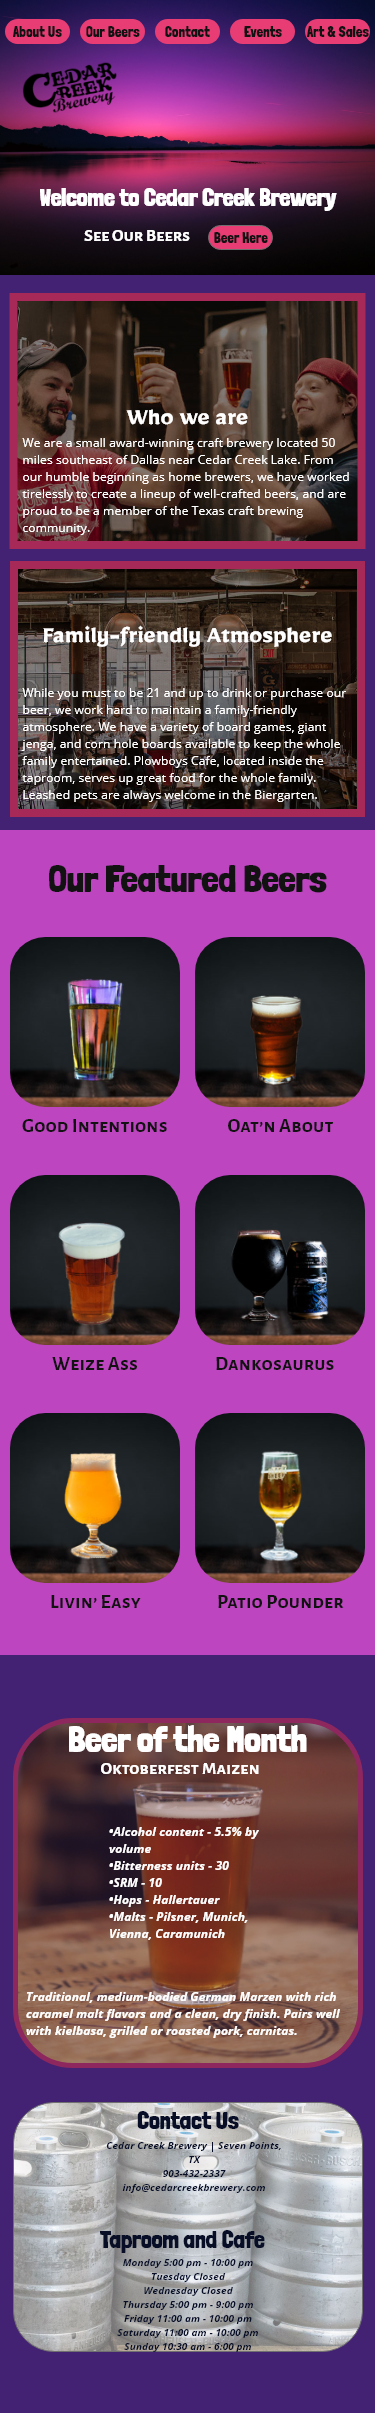 About Us Our Beers Contact Events Art & Sales
CEDAR
CREEK
Brewery
Welcome to Cedar Creek Brewery
See Our Beers Beer Here
Who we are
We are a small award-winning craft brewery located 50
miles southeast of Dallas near Cedar Creek Lake. From
our humble beginning as home brewers, we have worked
tirelessly to create a lineup of well-crafted beers, and are
proud to be a member of the Texas craft brewing
community.
Family-friendly Atmosphere
While you must to be 21 and up to drink or purchase our
beer, we work hard to maintain a family-friendly
atmosphere. We have a variety of board games, giant
jenga, and corn hole boards available to keep the whole
family entertained. Plowboys Cafe, located inside the
taproom, serves up great food for the whole family.
Leashed pets are always welcome in the Biergarten.
Our Featured Beers
Good Intentions Oat'n About
Weize Ass Dankosaurus
Livin' Easy Patio Pounder
Beer of the Month
Oktoberfest Maizen
•Alcohol content - 5.5% by
volume
•Bitterness units - 30
•SRM - 10
•Hops - Hallertauer
•Malts - Pilsner, Munich,
Vienna, Caramunich
Traditional, medium-bodied German Marzen with rich
caramel malt flavors and a clean, dry finish. Pairs well
with kielbasa, grilled or roasted pork, carnitas.
Contact Us
Cedar Creek Brewery | Seven Points,
TX
903-432-2337
info@cedarcreekbrewery.com
Taproom and Cafe
Monday 5:00 pm - 10:00 pm
Tuesday Closed
Wednesday Closed
Thursday 5:00 pm - 9:00 pm
Friday 11:00 am - 10:00 pm
Saturday 11:00 am - 10:00 pm
Sunday 10:30 am - 6:00 pm